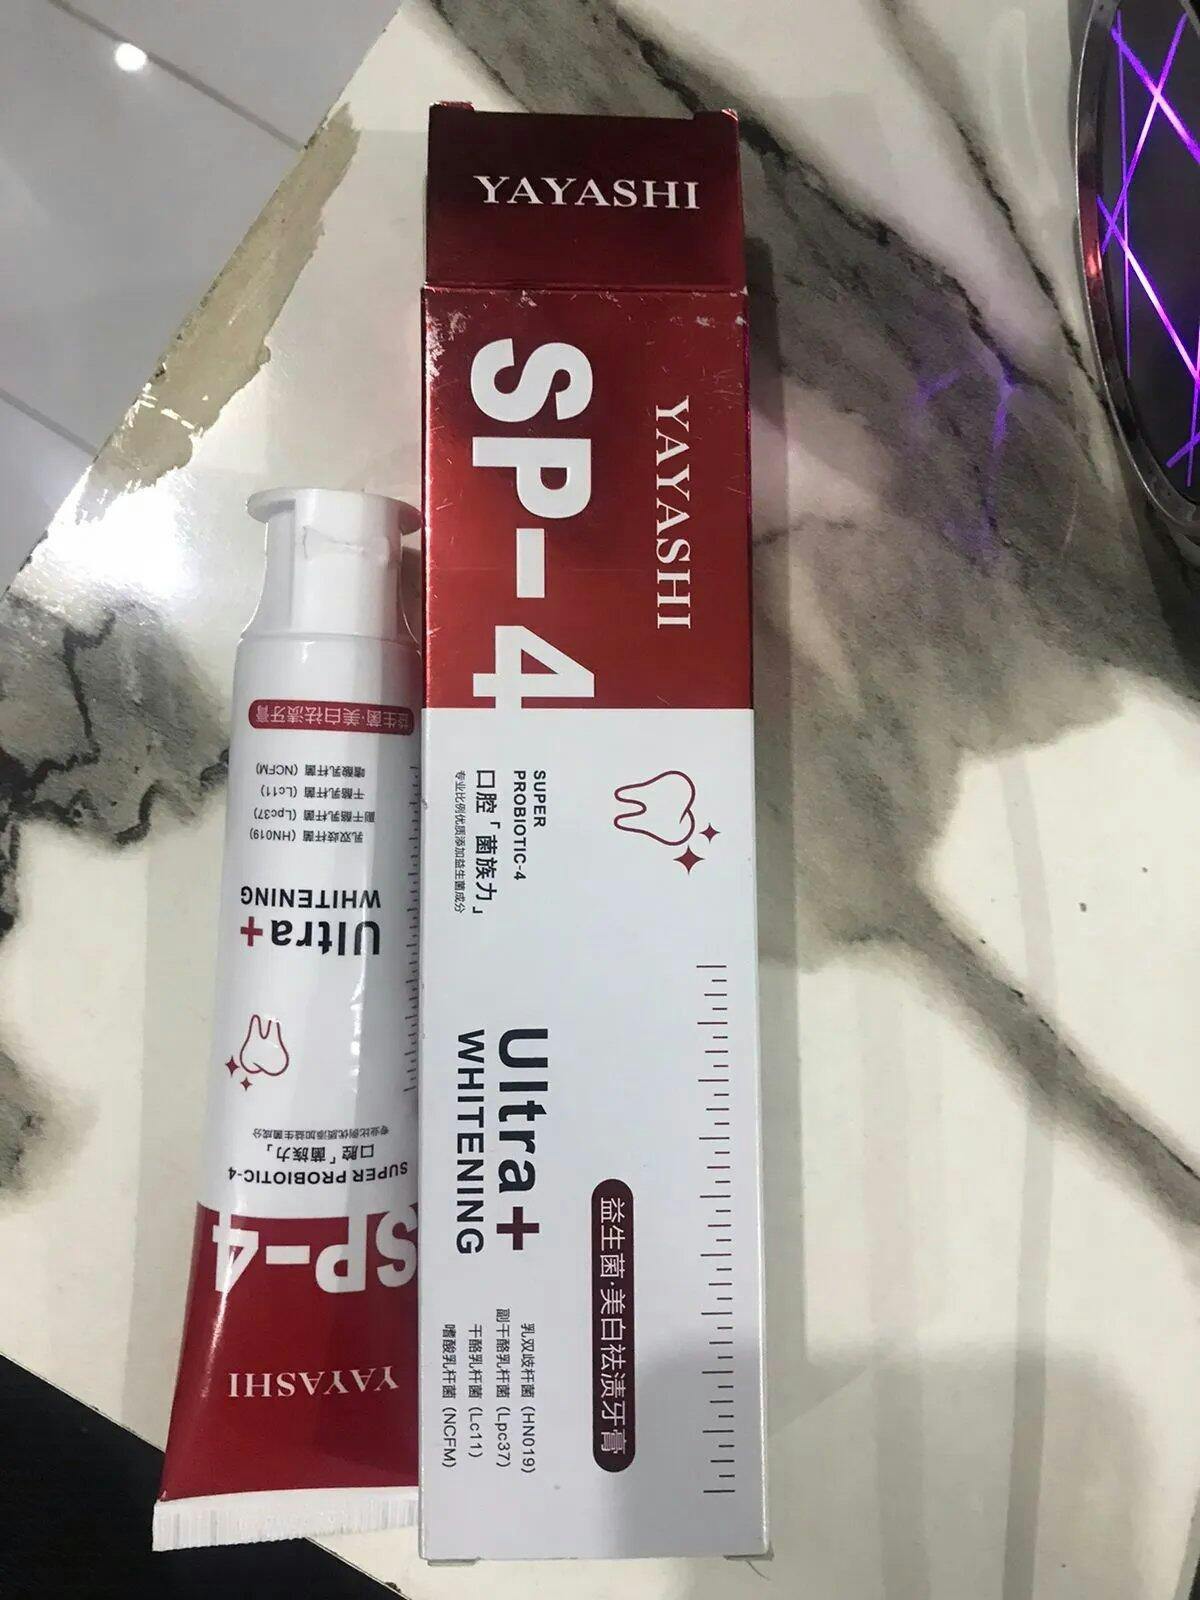 YAYASHI
YAYASHI
SP-4
SUPER
PROBIOTIC-4
口腔「菌族力」
专业比例优质添加益生菌成分
Ultra+
WHITENING
益生菌·美白祛渍牙膏
乳双歧杆菌 (HN019)
副干酪乳杆菌 (Lpc37)
干酪乳杆菌 (Lc11)
嗜酸乳杆菌 (NCFM)
YAYASHI
SP-4
SUPER PROBIOTIC-4
口腔「菌族力」
专业比例优质添加益生菌成分
Ultra+
WHITENING
乳双歧杆菌 (HN019)
副干酪乳杆菌 (Lpc37)
干酪乳杆菌 (Lc11)
嗜酸乳杆菌 (NCFM)
益生菌·美白祛渍牙膏